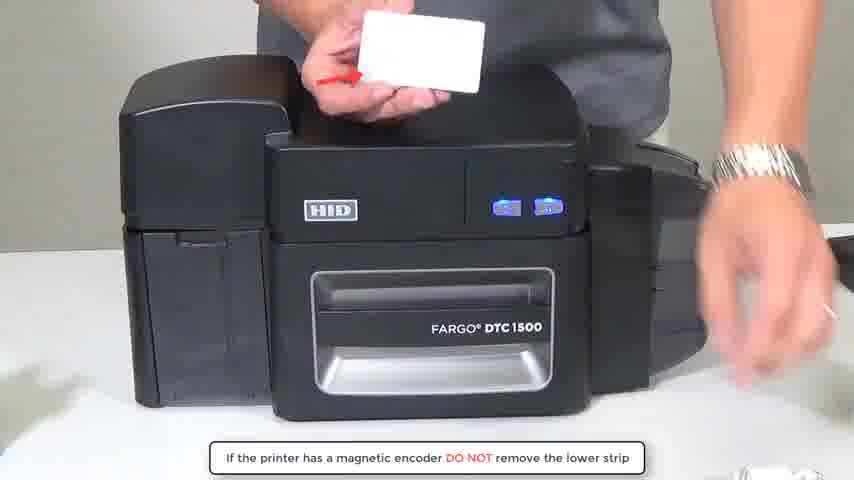 HID
FARGO® DTC1500
If the printer has a magnetic encoder DO NOT remove the lower strip